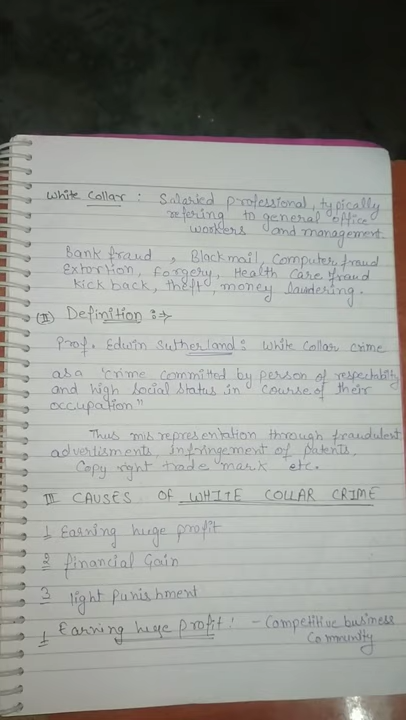 White Collar : Salaried professional, typically
refering to general office
workers and management.
Bank fraud , Blackmail, Computer fraud
Extortion, Forgery, Health Care fraud
Kick back, theft, money laundering.
(II) Definition :→
Prof. Edwin Sutherland : White collar crime
as a "crime committed by person of respectability
and high social status in course of their
occupation"
Thus mis representation through fraudulent
advertisments, infringement of patents,
Copy right trade mark etc.
III CAUSES OF WHITE COLLAR CRIME
1 Earning huge profit
2 financial Gain
3 light Punishment
1 Earning huge Profit : - Competitive business
Community